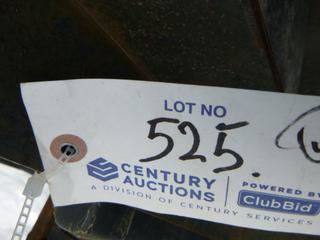 LOT NO
525.
CENTURY
AUCTIONS
A DIVISION OF CENTURY SERVICES
POWERED BY
ClubBid